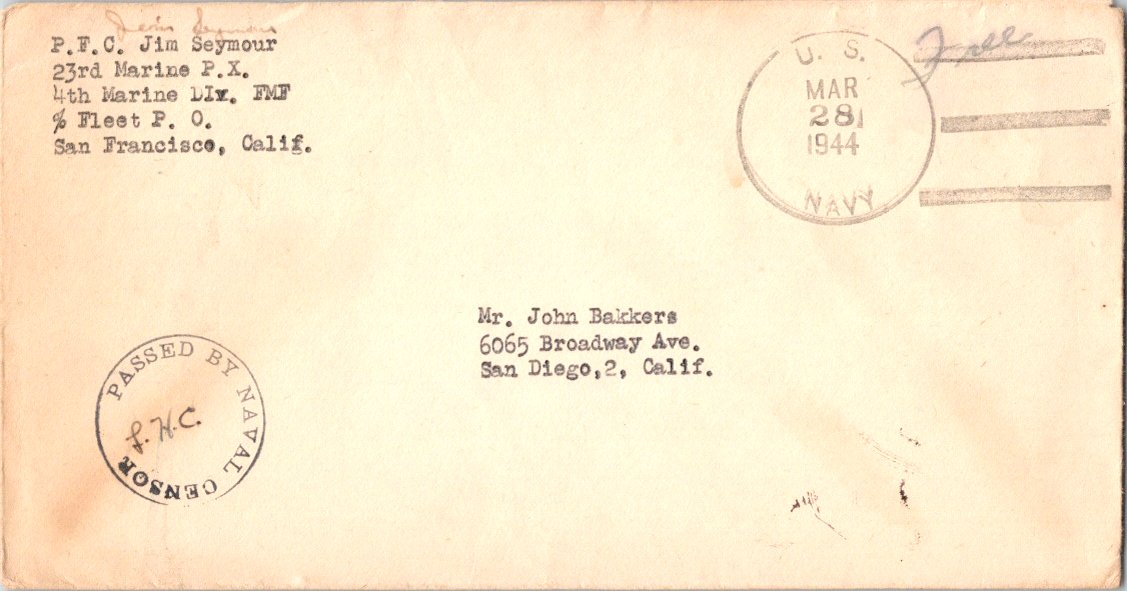 P.F.C. Jim Seymour
23rd Marine P.X.
4th Marine DIv. FMF
% Fleet P. O.
San Francisco, Calif.
U. S.
MAR
28
1944
NAVY
Free
Mr. John Bakkers
6065 Broadway Ave.
San Diego,2, Calif.
PASSED BY NAVAL CENSOR